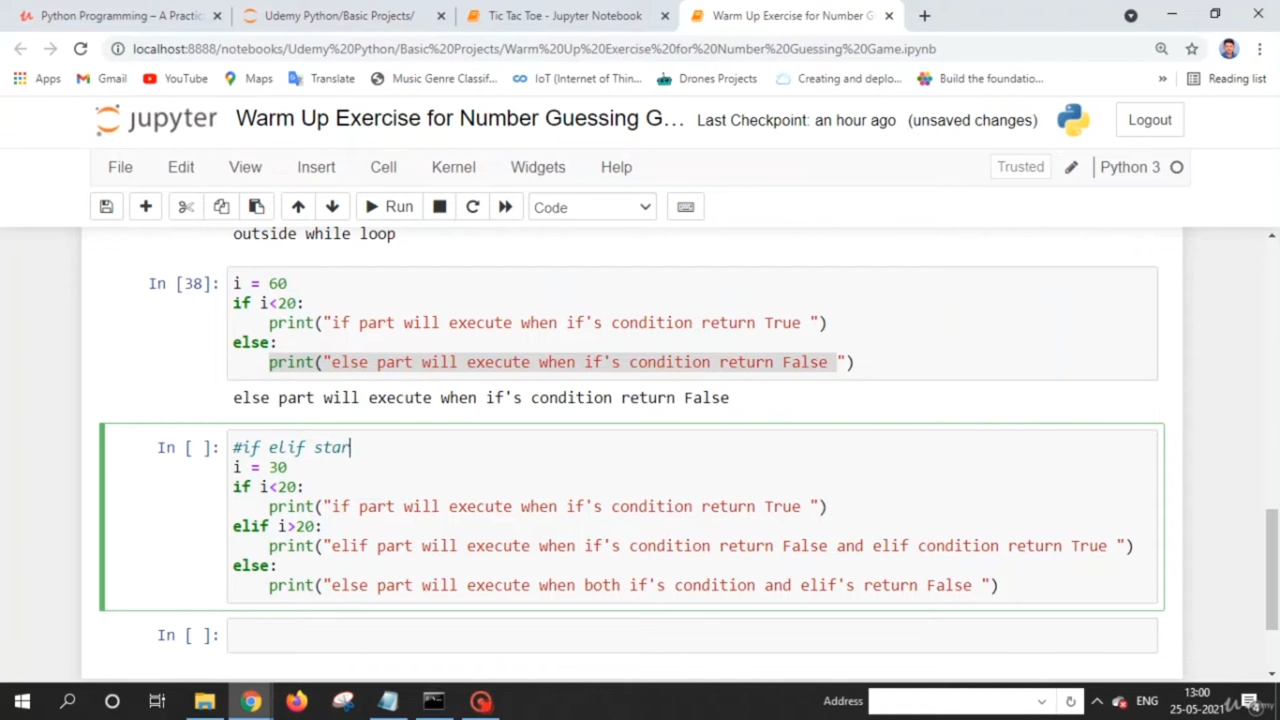 Python Programming – A Practic
Udemy Python/Basic Projects/
Tic Tac Toe - Jupyter Notebook
Warm Up Exercise for Number G
localhost:8888/notebooks/Udemy%20Python/Basic%20Projects/Warm%20Up%20Exercise%20for%20Number%20Guessing%20Game.ipynb
Apps Gmail YouTube Maps Translate Music Genre Classif... IoT (Internet of Thin... Drones Projects Creating and deplo... Build the foundatio... » Reading list
jupyter Warm Up Exercise for Number Guessing G... Last Checkpoint: an hour ago (unsaved changes) Logout
File Edit View Insert Cell Kernel Widgets Help Trusted Python 3
Run Code
outside while loop
In [38]: i = 60
if i<20:
print("if part will execute when if's condition return True ")
else:
print("else part will execute when if's condition return False ")
else part will execute when if's condition return False
In [ ]: #if elif star
i = 30
if i<20:
print("if part will execute when if's condition return True ")
elif i>20:
print("elif part will execute when if's condition return False and elif condition return True ")
else:
print("else part will execute when both if's condition and elif's return False ")
In [ ]:
Address ENG 13:00
25-05-2021